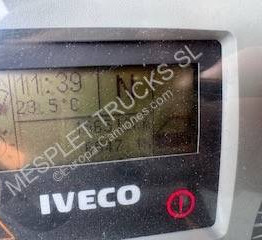 11:39 N
23.5°C
MESPLET TRUCKS SL
© Europa-Camiones.com
IVECO